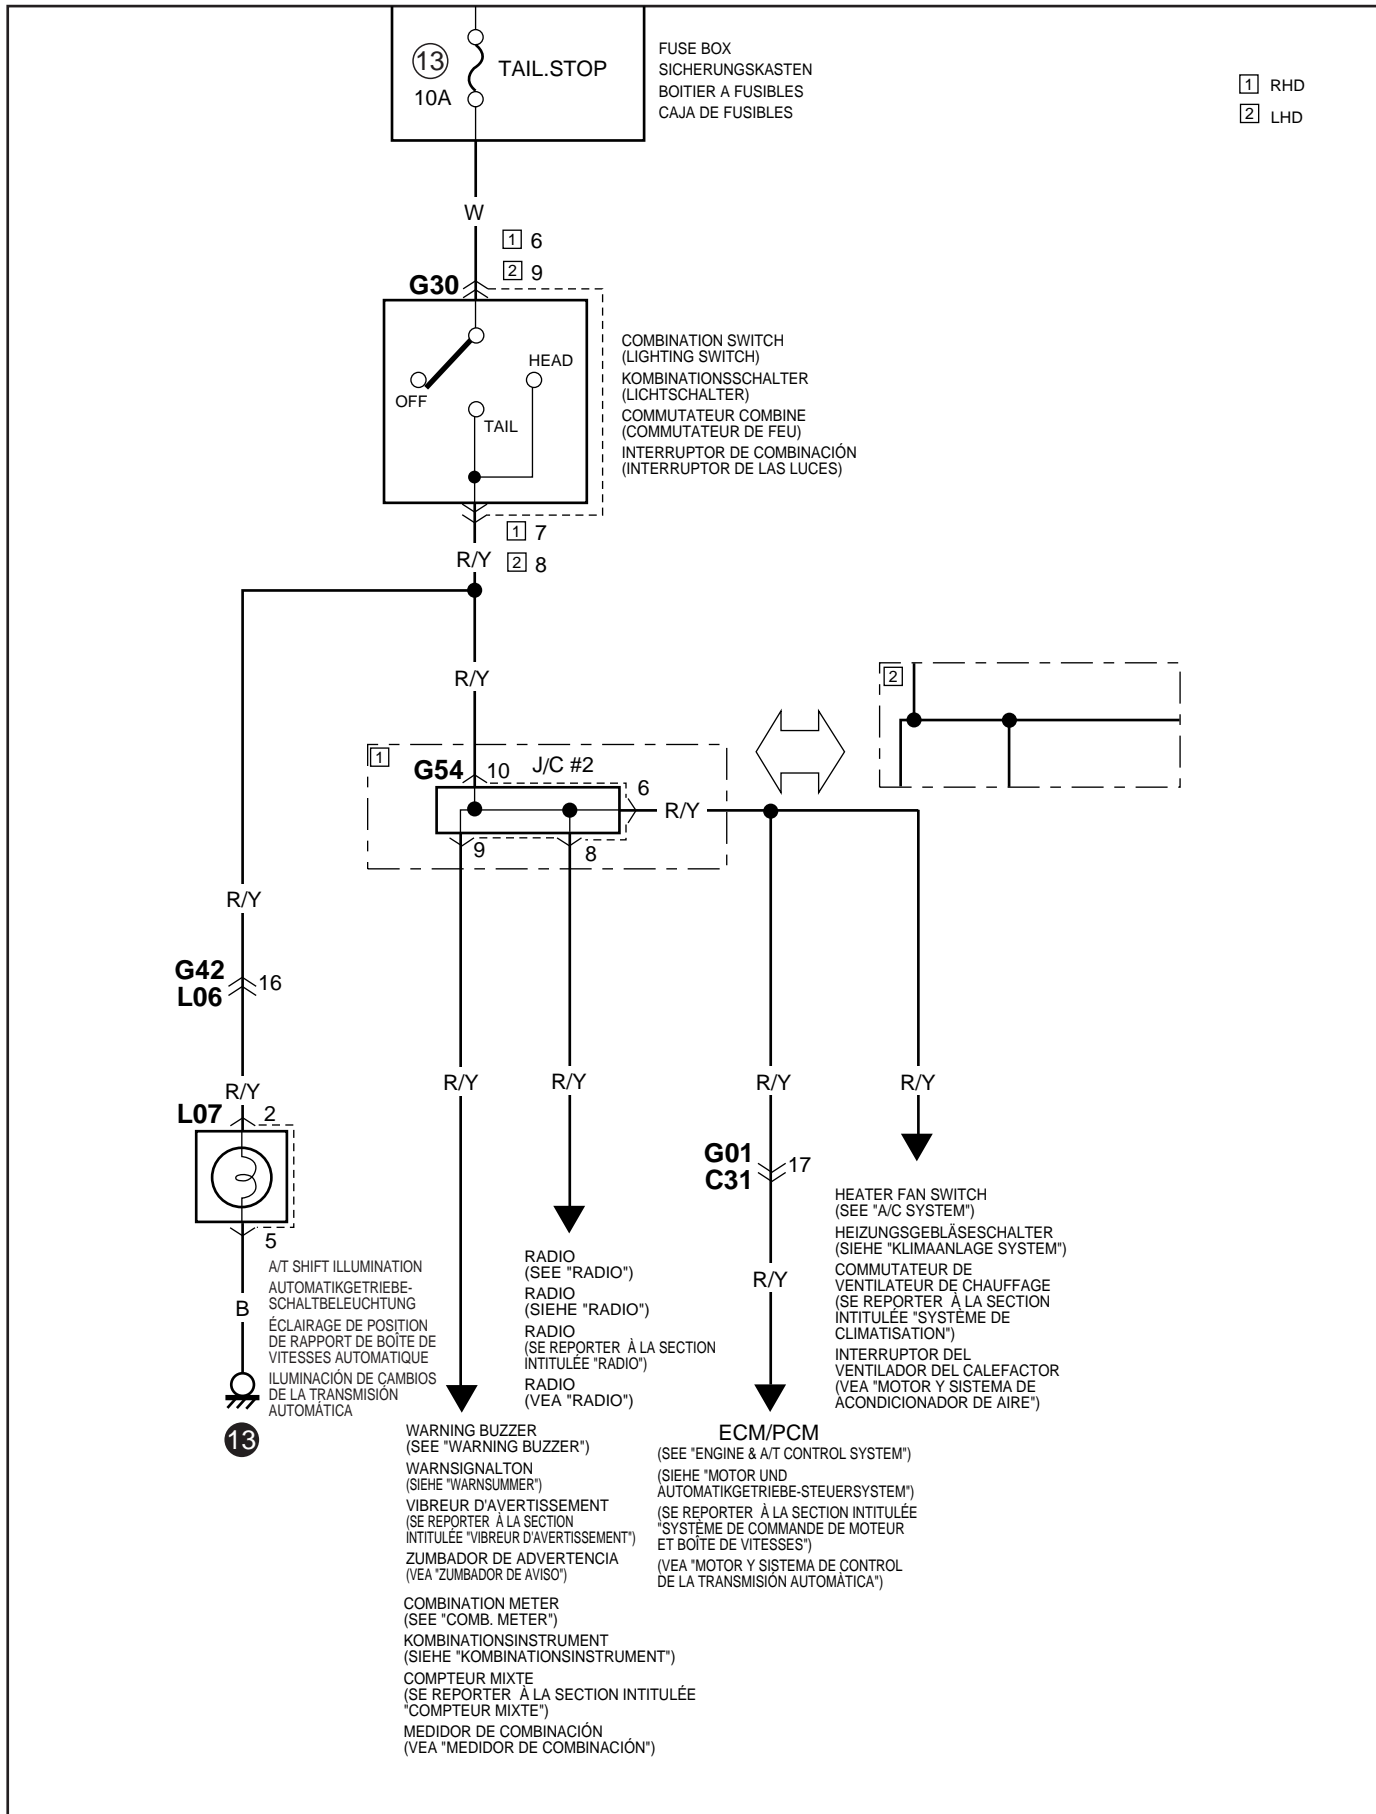 13
10A
TAIL.STOP
FUSE BOX
SICHERUNGSKASTEN
BOITIER A FUSIBLES
CAJA DE FUSIBLES
1 RHD
2 LHD
W
1 6
2 9
G30
OFF
HEAD
TAIL
COMBINATION SWITCH
(LIGHTING SWITCH)
KOMBINATIONSSCHALTER
(LICHTSCHALTER)
COMMUTATEUR COMBINE
(COMMUTATEUR DE FEU)
INTERRUPTOR DE COMBINACIÓN
(INTERRUPTOR DE LAS LUCES)
1 7
R/Y
2 8
R/Y
2
1
G54
10
J/C #2
6
R/Y
9
8
R/Y
G42
L06
16
R/Y
R/Y
R/Y
R/Y
R/Y
L07
2
5
G01
C31
17
A/T SHIFT ILLUMINATION
AUTOMATIKGETRIEBE-
SCHALTBELEUCHTUNG
ÉCLAIRAGE DE POSITION
DE RAPPORT DE BOÎTE DE
VITESSES AUTOMATIQUE
ILUMINACIÓN DE CAMBIOS
DE LA TRANSMISIÓN
AUTOMÁTICA
B
13
RADIO
(SEE "RADIO")
RADIO
(SIEHE "RADIO")
RADIO
(SE REPORTER À LA SECTION
INTITULÉE "RADIO")
RADIO
(VEA "RADIO")
R/Y
HEATER FAN SWITCH
(SEE "A/C SYSTEM")
HEIZUNGSGEBLÄSESCHALTER
(SIEHE "KLIMAANLAGE SYSTEM")
COMMUTATEUR DE
VENTILATEUR DE CHAUFFAGE
(SE REPORTER À LA SECTION
INTITULÉE "SYSTÈME DE
CLIMATISATION")
INTERRUPTOR DEL
VENTILADOR DEL CALEFACTOR
(VEA "MOTOR Y SISTEMA DE
ACONDICIONADOR DE AIRE")
WARNING BUZZER
(SEE "WARNING BUZZER")
WARNSIGNALTON
(SIEHE "WARNSUMMER")
VIBREUR D'AVERTISSEMENT
(SE REPORTER À LA SECTION
INTITULÉE "VIBREUR D'AVERTISSEMENT")
ZUMBADOR DE ADVERTENCIA
(VEA "ZUMBADOR DE AVISO")
COMBINATION METER
(SEE "COMB. METER")
KOMBINATIONSINSTRUMENT
(SIEHE "KOMBINATIONSINSTRUMENT")
COMPTEUR MIXTE
(SE REPORTER À LA SECTION INTITULÉE
"COMPTEUR MIXTE")
MEDIDOR DE COMBINACIÓN
(VEA "MEDIDOR DE COMBINACIÓN")
ECM/PCM
(SEE "ENGINE & A/T CONTROL SYSTEM")
(SIEHE "MOTOR UND
AUTOMATIKGETRIEBE-STEUERSYSTEM")
(SE REPORTER À LA SECTION INTITULÉE
"SYSTÈME DE COMMANDE DE MOTEUR
ET BOÎTE DE VITESSES")
(VEA "MOTOR Y SISTEMA DE CONTROL
DE LA TRANSMISIÓN AUTOMÀTICA")